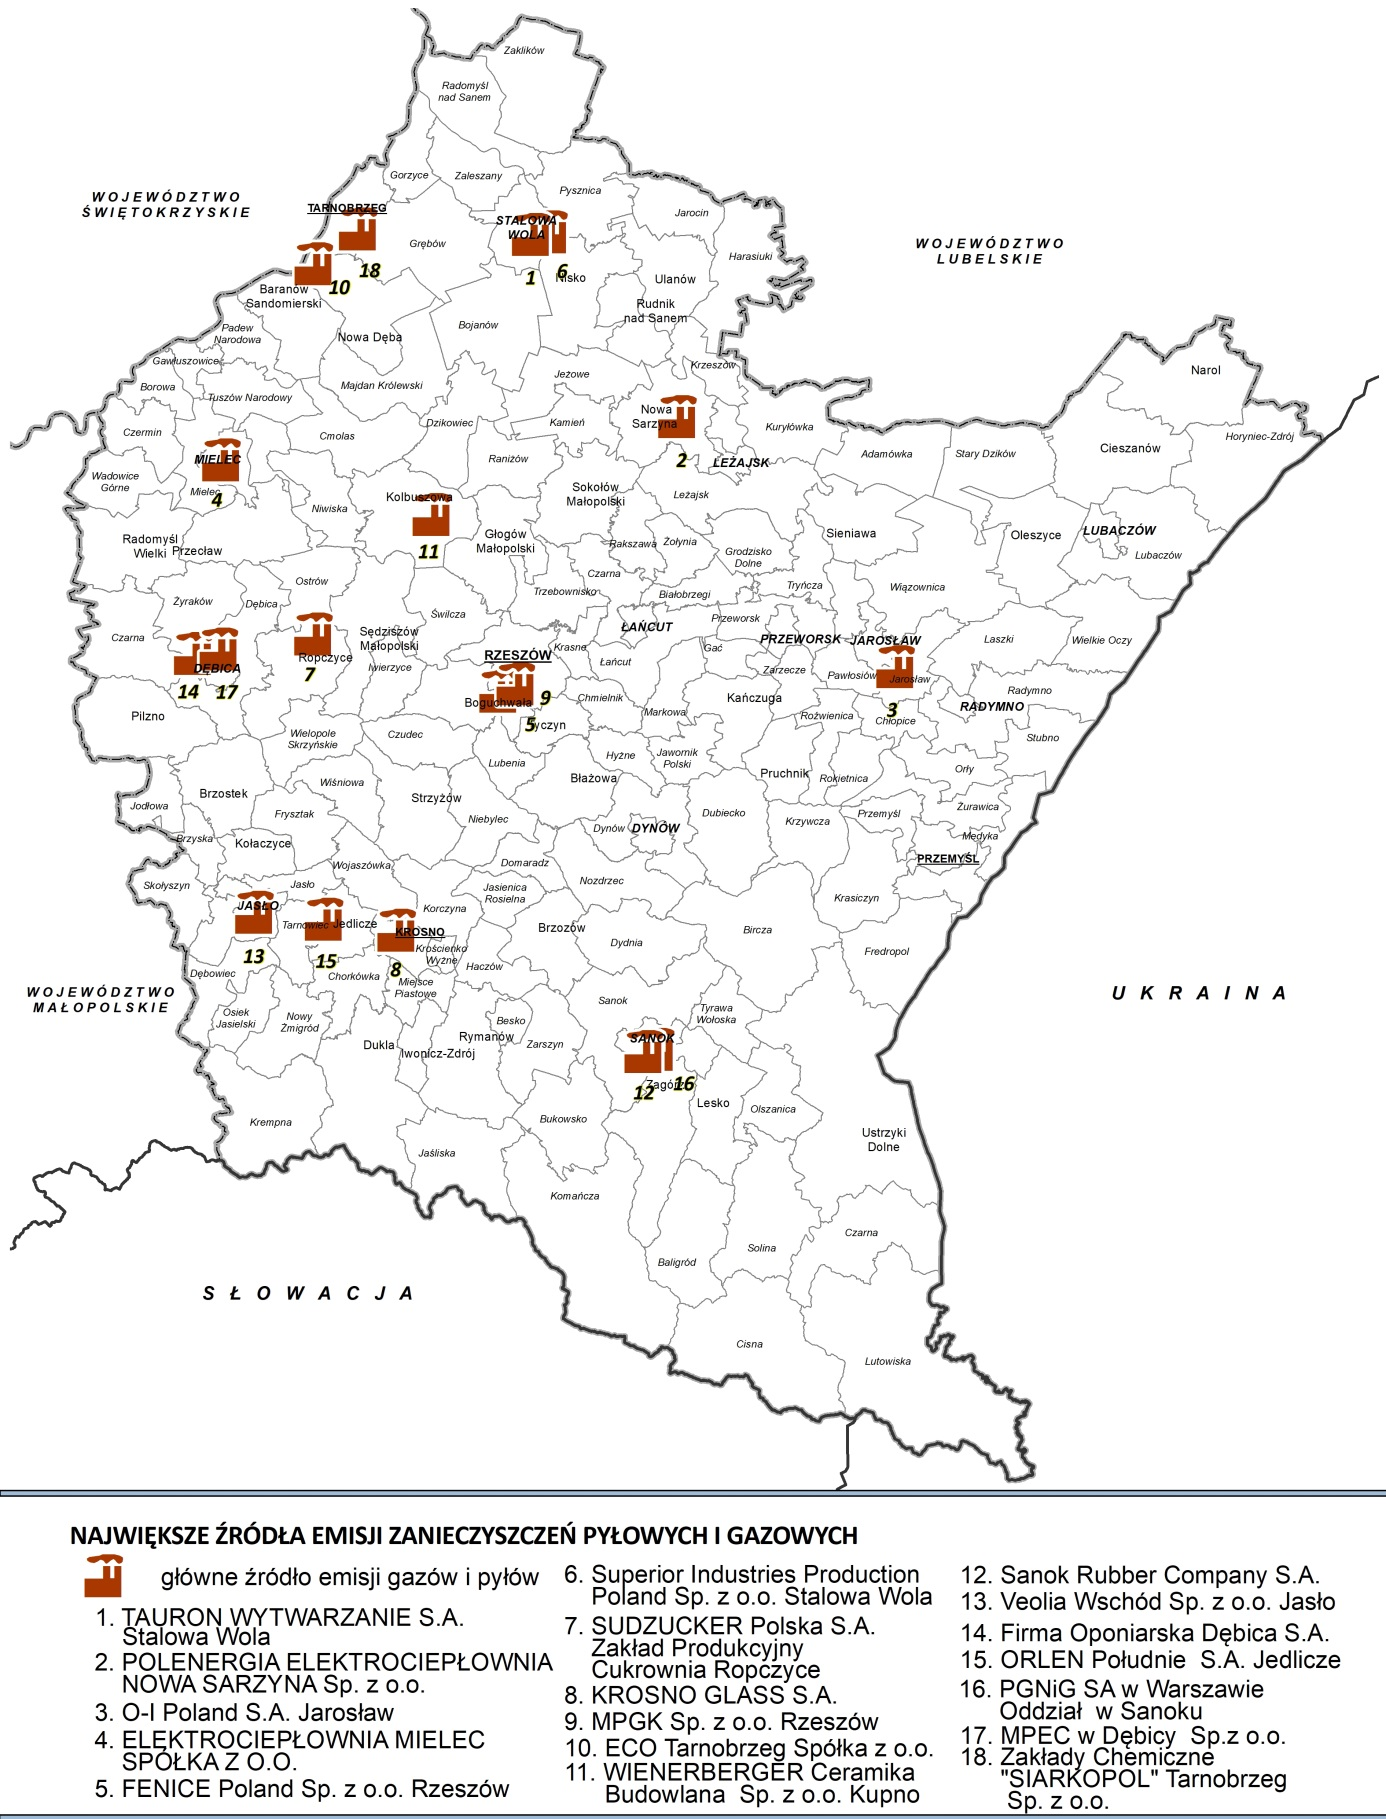 Zaklików
Radomyśl
nad Sanem
WOJEWÓDZTWO
ŚWIĘTOKRZYSKIE
Gorzyce
Zaleszany
Pysznica
TARNOBRZEG
Jarocin
STALOWA
WOLA
Grębów
WOJEWÓDZTWO
LUBELSKIE
Harasiuki
18
6
1
Nisko
Ulanów
10
Baranów
Sandomierski
Rudnik
nad Sanem
Padew
Narodowa
Nowa Dęba
Bojanów
Gawłuszowice
Krzeszów
Narol
Borowa
Tuszów Narodowy
Majdan Królewski
Jeżowe
Nowa
Sarzyna
Czermin
Cmolas
Dzikowiec
Kamień
Kuryłówka
Horyniec-Zdrój
Cieszanów
MIELEC
Raniżów
2
LEŻAJSK
Adamówka
Stary Dzików
Wadowice
Górne
Mielec
4
Kolbuszowa
Sokołów
Małopolski
Leżajsk
Niwiska
Radomyśl
Wielki
Przecław
11
Głogów
Małopolski
Rakszawa
Żołynia
Grodzisko
Dolne
Sieniawa
Oleszyce
LUBACZÓW
Lubaczów
Żyraków
Dębica
Ostrów
Czarna
Trzebownisko
Białobrzegi
Tryńcza
Wiązownica
Świlcza
Czarna
Sędziszów
Małopolski
ŁAŃCUT
Przeworsk
PRZEWORSK
JAROSŁAW
Laszki
Wielkie Oczy
DĘBICA
Ropczyce
Iwierzyce
RZESZÓW
Krasne
Łańcut
Gać
Zarzecze
Pawłosiów
Jarosław
14
17
7
Boguchwała
9
Chmielnik
Kańczuga
Radymno
RADYMNO
3
Pilzno
5
Tyczyn
Markowa
Roźwienica
Chłopice
Wielopole
Skrzyńskie
Czudec
Stubno
Lubenia
Hyżne
Jawornik
Polski
Błażowa
Pruchnik
Rokietnica
Orły
Wiśniowa
Brzostek
Strzyżów
Jodłowa
Frysztak
Niebylec
Dubiecko
Krzywcza
Przemyśl
Żurawica
Dynów
DYNÓW
Medyka
Brzyska
Kołaczyce
PRZEMYŚL
Wojaszówka
Domaradz
Skołyszyn
Jasło
Jasienica
Rosielna
Nozdrzec
Krasiczyn
JASŁO
Tarnowiec
Jedlicze
KROSNO
Korczyna
Brzozów
Dydnia
Bircza
13
15
8
Krościenko
Wyżne
Haczów
Fredropol
Dębowiec
Chorkówka
Miejsce
Piastowe
WOJEWÓDZTWO
MAŁOPOLSKIE
UKRAINA
Osiek
Jasielski
Nowy
Żmigród
Sanok
Tyrawa
Wołoska
Besko
Rymanów
Zarszyn
SANOK
Dukla
Iwonicz-Zdrój
12
Zagórz
16
Lesko
Olszanica
Krempna
Bukowsko
Ustrzyki
Dolne
Jaśliska
Komańcza
Czarna
Baligród
Solina
SŁOWACJA
Cisna
Lutowiska
NAJWIĘKSZE ŹRÓDŁA EMISJI ZANIECZYSZCZEŃ PYŁOWYCH I GAZOWYCH
główne źródło emisji gazów i pyłów
1. TAURON WYTWARZANIE S.A.
Stalowa Wola
2. POLENERGIA ELEKTROCIEPŁOWNIA
NOWA SARZYNA Sp. z o.o.
3. O-I Poland S.A. Jarosław
4. ELEKTROCIEPŁOWNIA MIELEC
SPÓŁKA Z O.O.
5. FENICE Poland Sp. z o.o. Rzeszów
6. Superior Industries Production
Poland Sp. z o.o. Stalowa Wola
7. SUDZUCKER Polska S.A.
Zakład Produkcyjny
Cukrownia Ropczyce
8. KROSNO GLASS S.A.
9. MPGK Sp. z o.o. Rzeszów
10. ECO Tarnobrzeg Spółka z o.o.
11. WIENERBERGER Ceramika
Budowlana Sp. z o.o. Kupno
12. Sanok Rubber Company S.A.
13. Veolia Wschód Sp. z o.o. Jasło
14. Firma Oponiarska Dębica S.A.
15. ORLEN Południe S.A. Jedlicze
16. PGNiG SA w Warszawie
Oddział w Sanoku
17. MPEC w Dębicy Sp.z o.o.
18. Zakłady Chemiczne
"SIARKOPOL" Tarnobrzeg
Sp. z o.o.